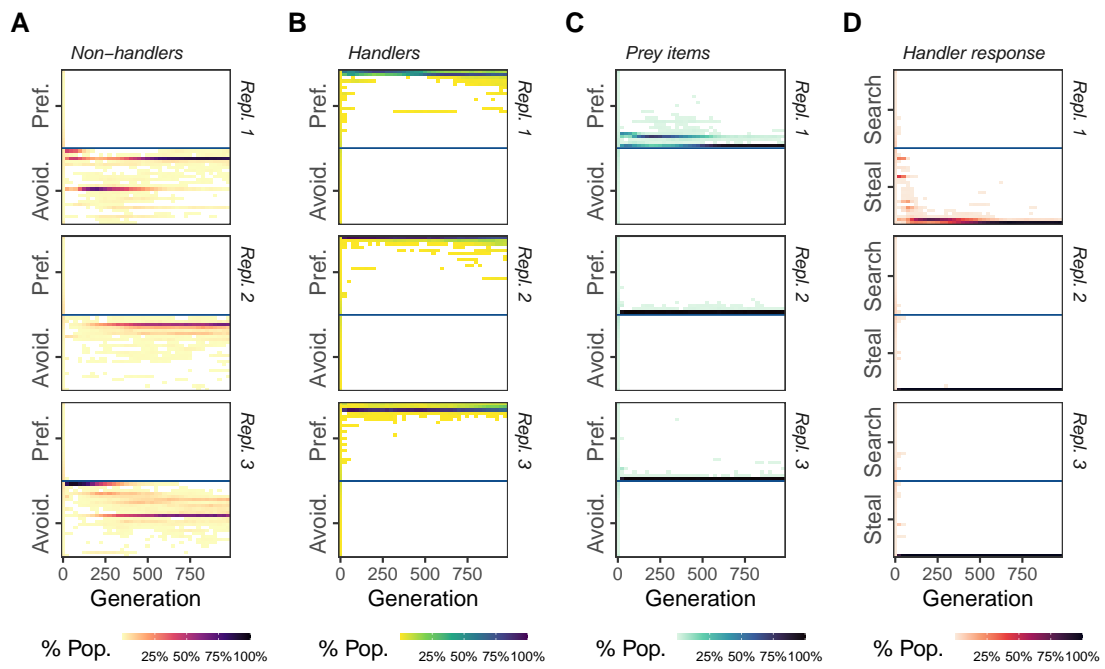 A
B
C
D
Non−handlers
Handlers
Prey items
Handler response
Pref.
Avoid.
Repl. 1
Pref.
Avoid.
Repl. 1
Pref.
Avoid.
Repl. 1
Search
Steal
Repl. 1
Pref.
Avoid.
Repl. 2
Pref.
Avoid.
Repl. 2
Pref.
Avoid.
Repl. 2
Search
Steal
Repl. 2
Pref.
Avoid.
Repl. 3
Pref.
Avoid.
Repl. 3
Pref.
Avoid.
Repl. 3
Search
Steal
Repl. 3
0 250 500 750
0 250 500 750
0 250 500 750
0 250 500 750
Generation
Generation
Generation
Generation
% Pop. 25% 50% 75%100%
% Pop. 25% 50% 75%100%
% Pop. 25% 50% 75%100%
% Pop. 25% 50% 75%100%